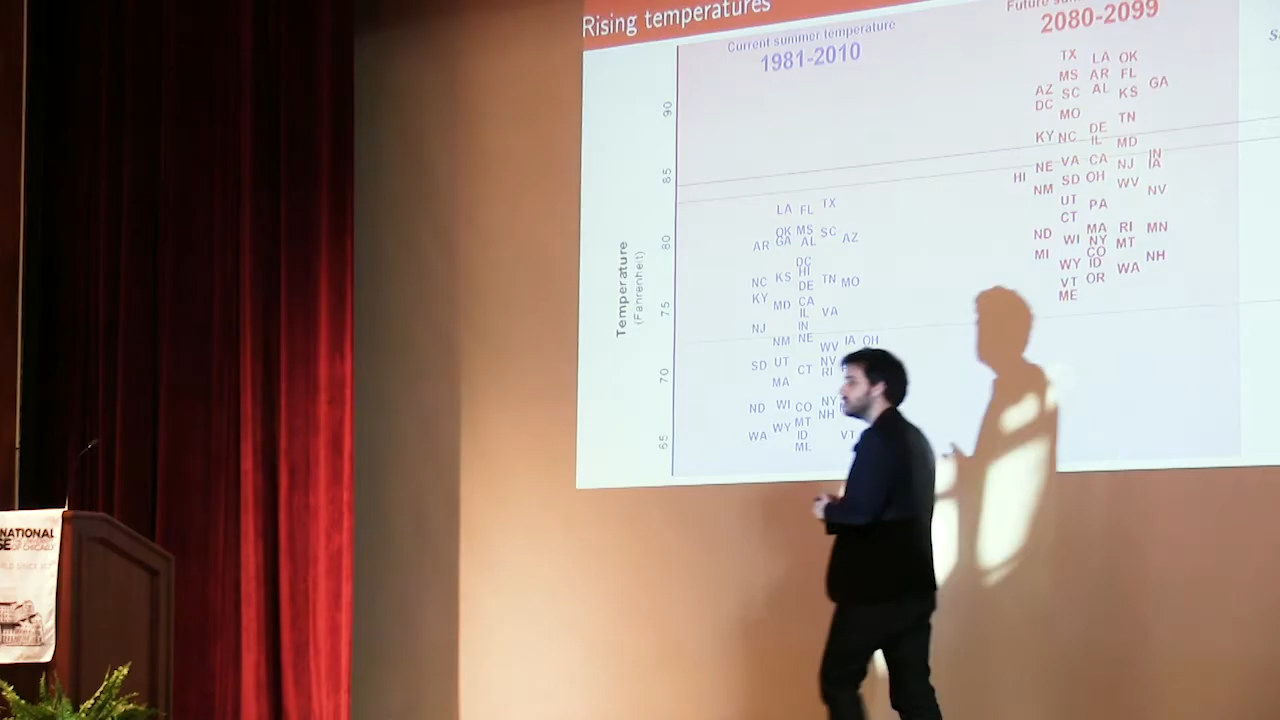 Rising temperatures
Current summer temperature
1981-2010
2080-2099
Temperature
(Fahrenheit)
90
85
80
75
70
65
LA FL TX
OK MS SC
AR GA AL AZ
DC
HI
NC KS DE TN MO
KY MD CA
IL VA
NJ IN
NM NE WV IA OH
SD UT CT NV
RI
MA
ND WI CO NY
NH
WY MT
WA ID VT
TX LA OK
MS AR FL
AZ SC AL KS GA
DC
MO TN
KY NC DE
IL MD
NE VA CA NJ IN
IA
HI SD OH WV
NM NV
UT PA
CT
ND MA RI MN
WI NY MT
MI CO NH
WY ID WA
VT OR
ME
NATIONAL
SE
OF CHICAGO